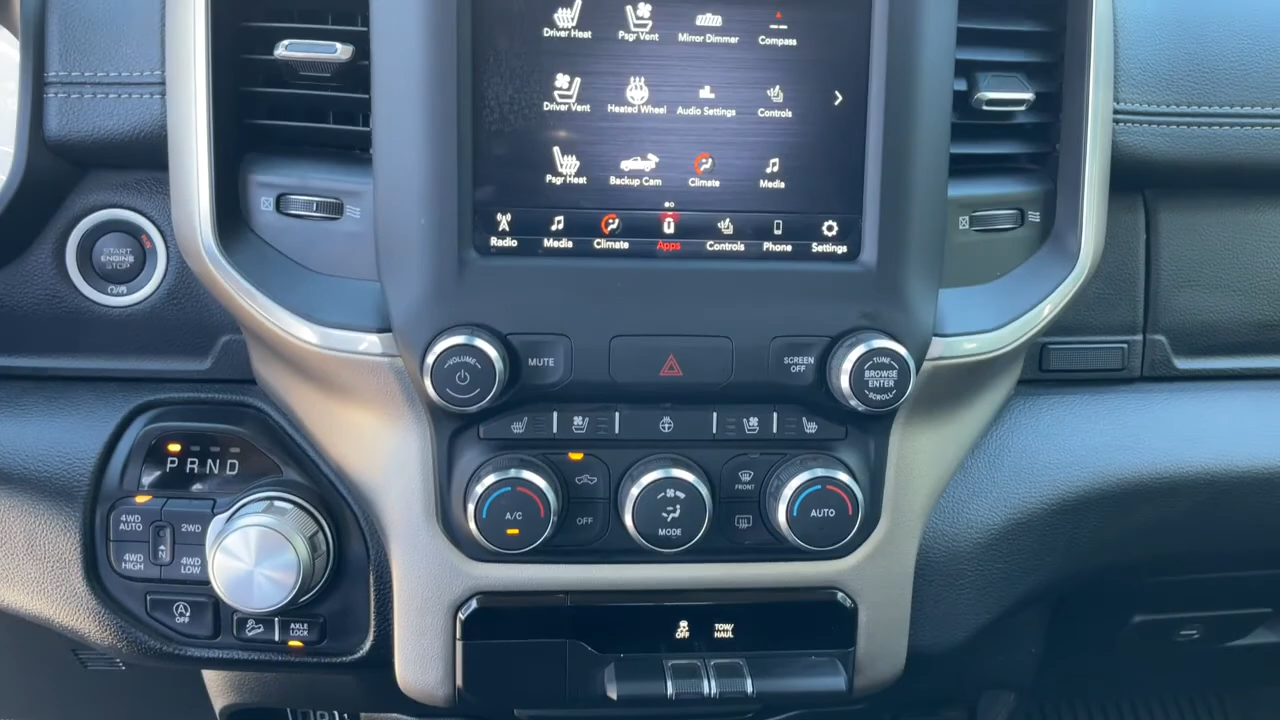 Driver Heat
Psgr Vent
Mirror Dimmer
Compass
Driver Vent
Heated Wheel
Audio Settings
Controls
Psgr Heat
Backup Cam
Climate
Media
Radio
Media
Climate
Apps
Controls
Phone
Settings
START
ENGINE
STOP
RUN
VOLUME
MUTE
SCREEN
OFF
TUNE
BROWSE
ENTER
SCROLL
PRND
4WD
AUTO
2WD
N
4WD
HIGH
4WD
LOW
A
OFF
AXLE
LOCK
A/C
OFF
MODE
FRONT
AUTO
OFF
TOW/
HAUL